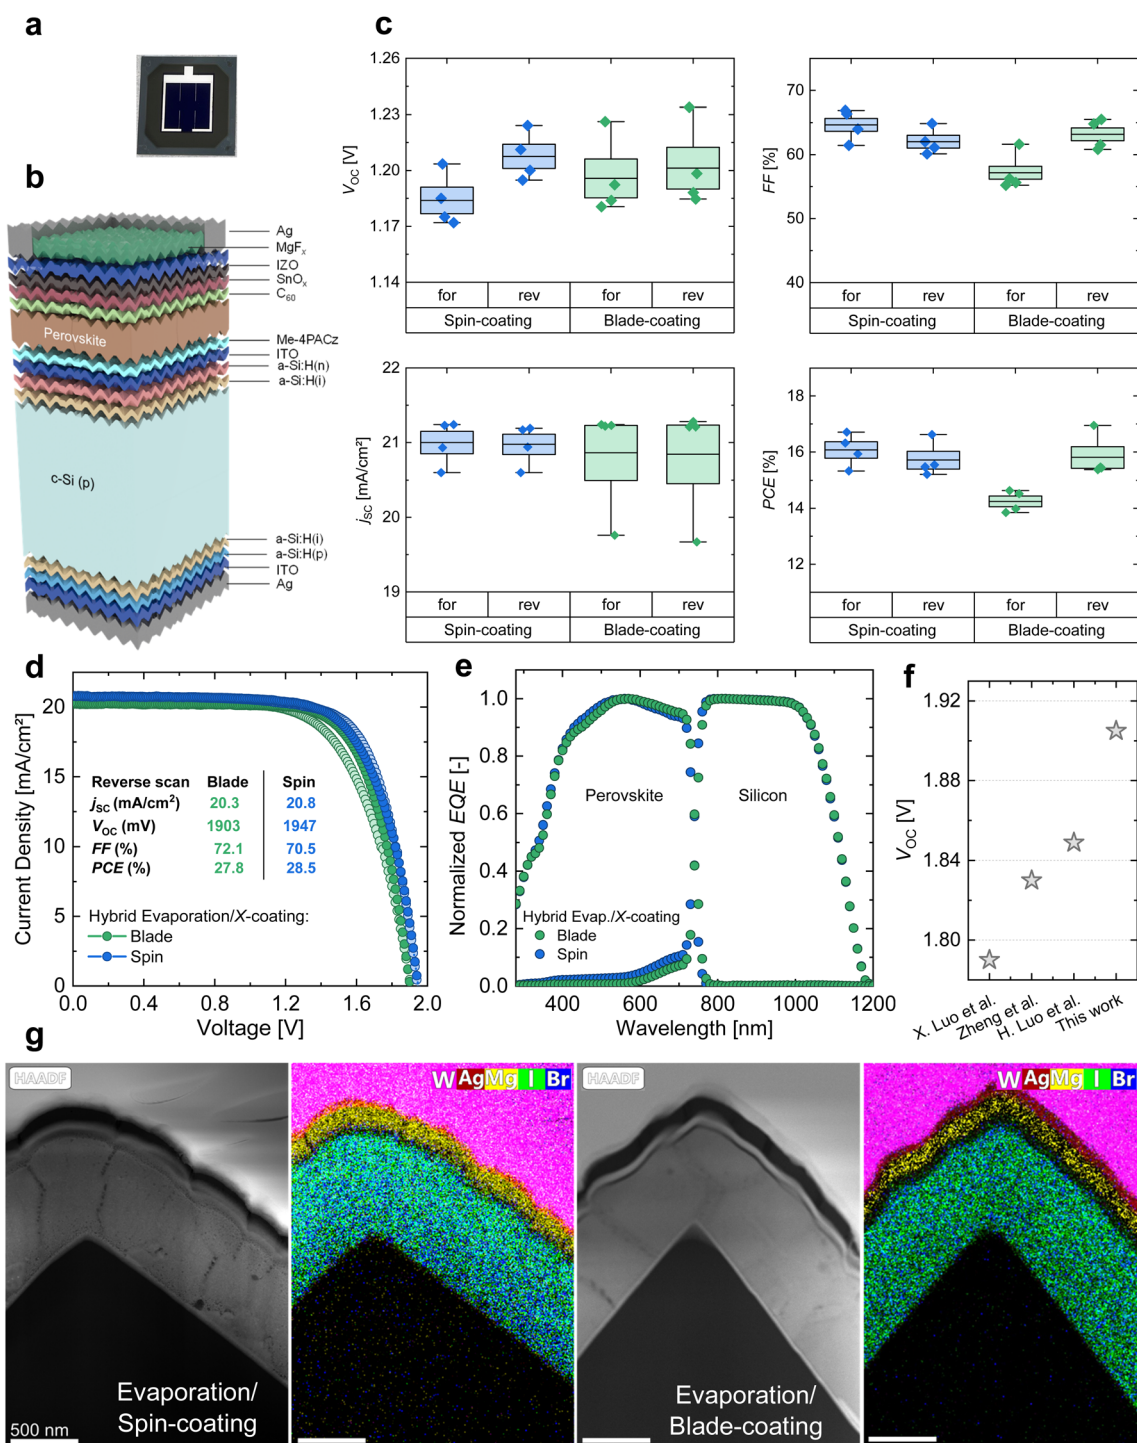 a
b
Ag
MgFₓ
IZO
SnOₓ
C₆₀
Perovskite
Me-4PACz
ITO
a-Si:H(n)
a-Si:H(i)
c-Si (p)
a-Si:H(i)
a-Si:H(p)
ITO
Ag
c
1.26
1.23
1.20
1.17
1.14
V_OC [V]
for rev for rev
Spin-coating Blade-coating
70
60
50
40
FF [%]
for rev for rev
Spin-coating Blade-coating
22
21
20
19
j_SC [mA/cm²]
for rev for rev
Spin-coating Blade-coating
18
16
14
12
PCE [%]
for rev for rev
Spin-coating Blade-coating
d
20
15
10
5
0
Current Density [mA/cm²]
Reverse scan Blade Spin
j_SC (mA/cm²) 20.3 20.8
V_OC (mV) 1903 1947
FF (%) 72.1 70.5
PCE (%) 27.8 28.5
Hybrid Evaporation/X-coating:
Blade
Spin
0.0 0.4 0.8 1.2 1.6 2.0
Voltage [V]
e
1.0
0.8
0.6
0.4
0.2
0.0
Normalized EQE [-]
Perovskite Silicon
Hybrid Evap./X-coating
Blade
Spin
400 600 800 1000 1200
Wavelength [nm]
f
1.92
1.88
1.84
1.80
V_OC [V]
X. Luo et al.
Zheng et al.
H. Luo et al.
This work
g
HAADF
Evaporation/
Spin-coating
500 nm
W Ag Mg I Br
HAADF
Evaporation/
Blade-coating
W Ag Mg I Br